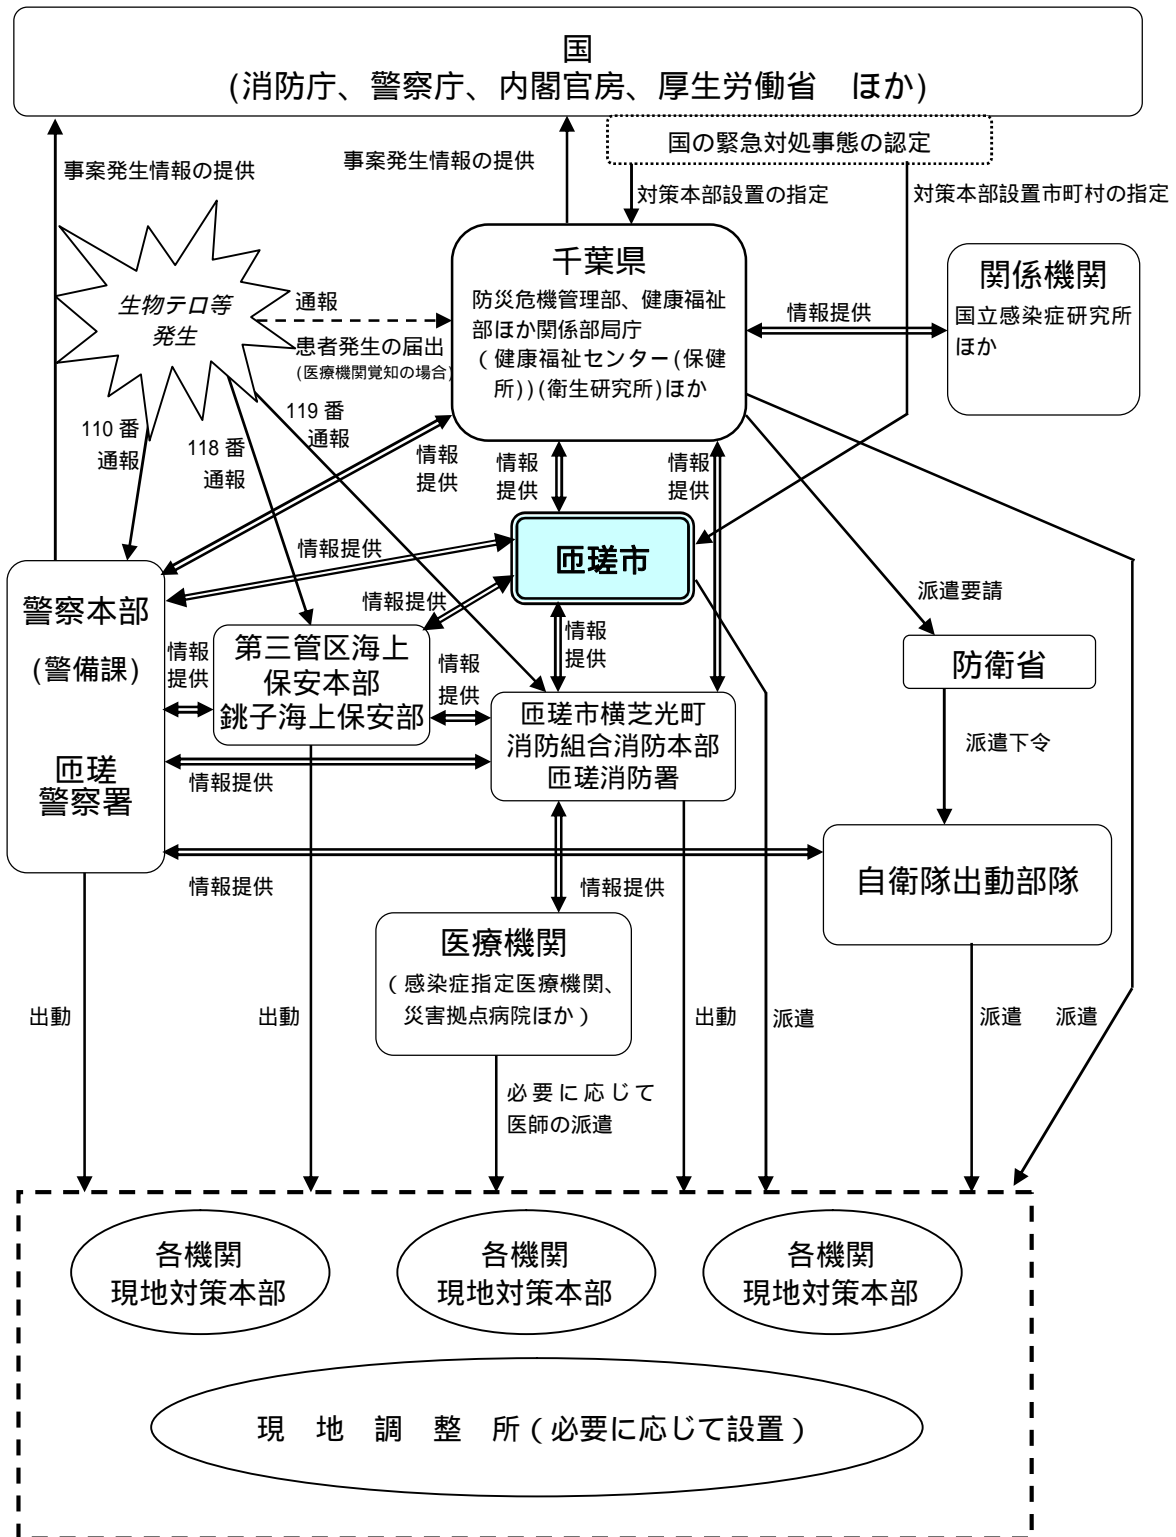 国
(消防庁、警察庁、内閣官房、厚生労働省　ほか)
国の緊急対処事態の認定
事案発生情報の提供
事案発生情報の提供
対策本部設置の指定
対策本部設置市町村の指定
生物テロ等
発生
通報
患者発生の届出
(医療機関覚知の場合)
千葉県
防災危機管理部、健康福祉
部ほか関係部局庁
（健康福祉センター(保健
所))(衛生研究所)ほか
情報提供
関係機関
国立感染症研究所
ほか
110 番
通報
118 番
通報
119 番
通報
情報
提供
情報
提供
情報
提供
情報提供
匝瑳市
情報提供
派遣要請
警察本部
(警備課)
匝瑳
警察署
情報
提供
第三管区海上
保安本部
銚子海上保安部
情報
提供
情報
提供
匝瑳市横芝光町
消防組合消防本部
匝瑳消防署
防衛省
派遣下令
情報提供
情報提供
情報提供
自衛隊出動部隊
医療機関
（感染症指定医療機関、
災害拠点病院ほか）
出動
出動
出動
派遣
派遣
派遣
必要に応じて
医師の派遣
各機関
現地対策本部
各機関
現地対策本部
各機関
現地対策本部
現　地　調　整　所（必要に応じて設置）